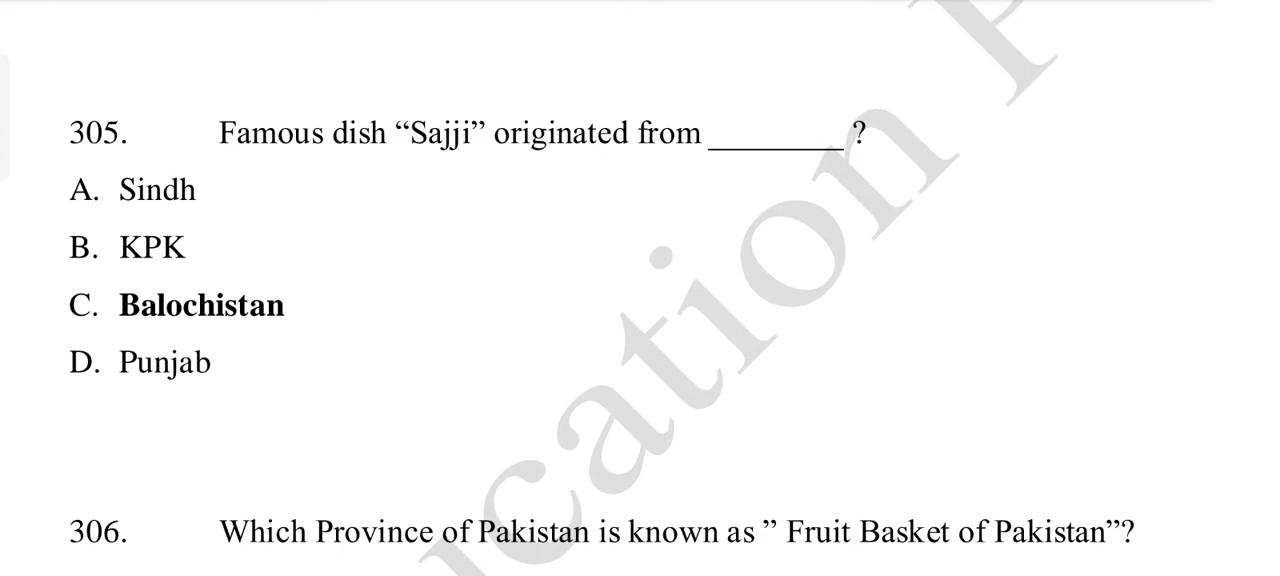 305. Famous dish “Sajji” originated from _________ ?
A. Sindh
B. KPK
C. Balochistan
D. Punjab
306. Which Province of Pakistan is known as ” Fruit Basket of Pakistan”?